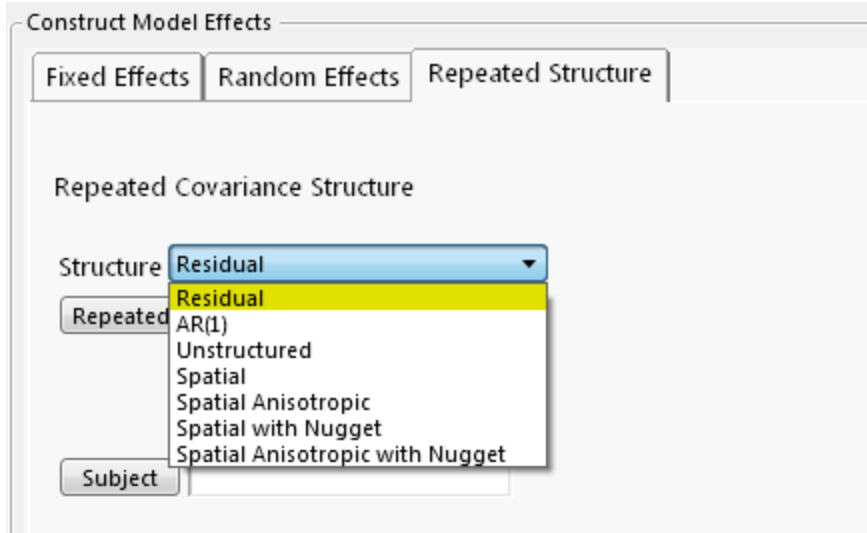 Construct Model Effects
Fixed Effects Random Effects Repeated Structure
Repeated Covariance Structure
Structure Residual
Residual
Repeated
AR(1)
Unstructured
Spatial
Spatial Anisotropic
Spatial with Nugget
Spatial Anisotropic with Nugget
Subject